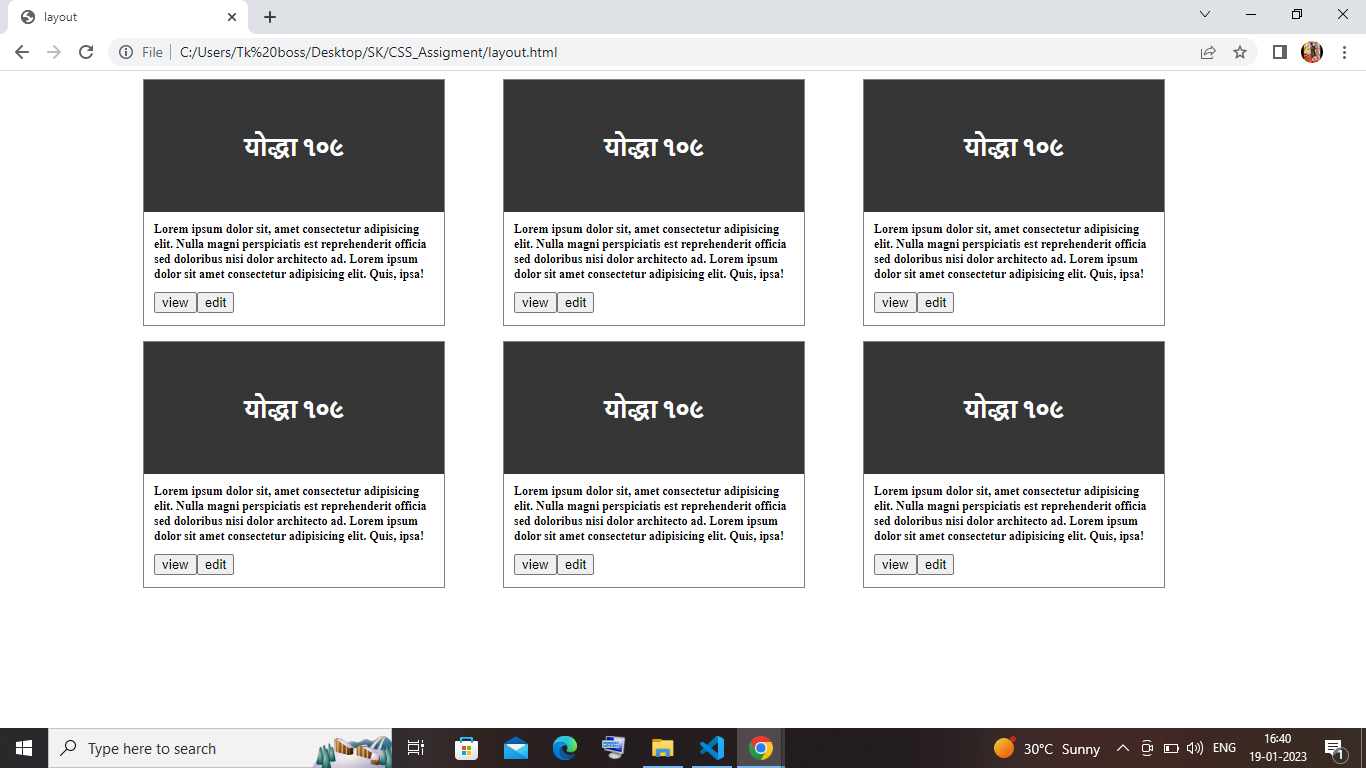 layout
File C:/Users/Tk%20boss/Desktop/SK/CSS_Assigment/layout.html
योद्धा १०९ योद्धा १०९ योद्धा १०९
Lorem ipsum dolor sit, amet consectetur adipisicing
elit. Nulla magni perspiciatis est reprehenderit officia
sed doloribus nisi dolor architecto ad. Lorem ipsum
dolor sit amet consectetur adipisicing elit. Quis, ipsa!
view edit
Lorem ipsum dolor sit, amet consectetur adipisicing
elit. Nulla magni perspiciatis est reprehenderit officia
sed doloribus nisi dolor architecto ad. Lorem ipsum
dolor sit amet consectetur adipisicing elit. Quis, ipsa!
view edit
Lorem ipsum dolor sit, amet consectetur adipisicing
elit. Nulla magni perspiciatis est reprehenderit officia
sed doloribus nisi dolor architecto ad. Lorem ipsum
dolor sit amet consectetur adipisicing elit. Quis, ipsa!
view edit
योद्धा १०९ योद्धा १०९ योद्धा १०९
Lorem ipsum dolor sit, amet consectetur adipisicing
elit. Nulla magni perspiciatis est reprehenderit officia
sed doloribus nisi dolor architecto ad. Lorem ipsum
dolor sit amet consectetur adipisicing elit. Quis, ipsa!
view edit
Lorem ipsum dolor sit, amet consectetur adipisicing
elit. Nulla magni perspiciatis est reprehenderit officia
sed doloribus nisi dolor architecto ad. Lorem ipsum
dolor sit amet consectetur adipisicing elit. Quis, ipsa!
view edit
Lorem ipsum dolor sit, amet consectetur adipisicing
elit. Nulla magni perspiciatis est reprehenderit officia
sed doloribus nisi dolor architecto ad. Lorem ipsum
dolor sit amet consectetur adipisicing elit. Quis, ipsa!
view edit
Type here to search
30°C Sunny
ENG
16:40
19-01-2023
1